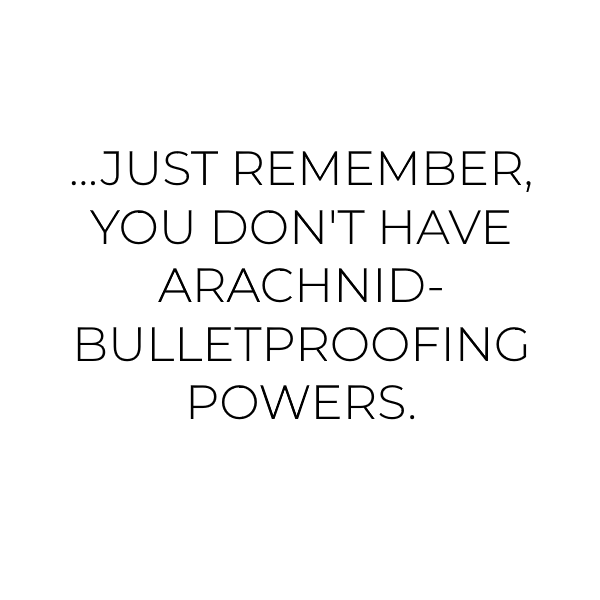 ...JUST REMEMBER,
YOU DON'T HAVE
ARACHNID-
BULLETPROOFING
POWERS.